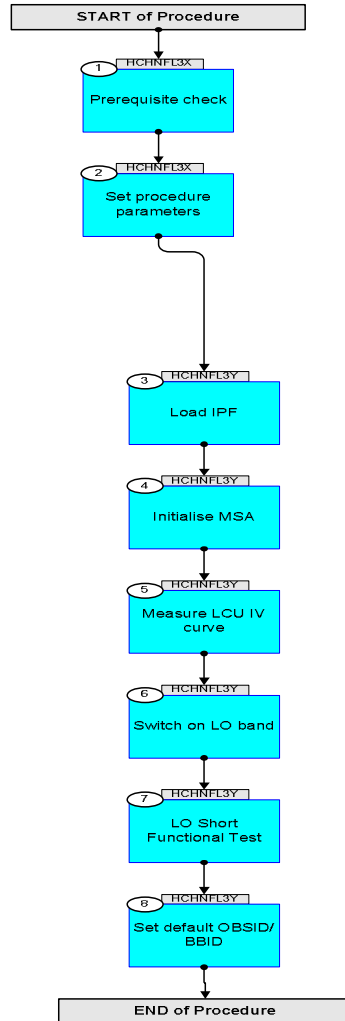 START of Procedure
HCHNFL3X
1
Prerequisite check
HCHNFL3X
2
Set procedure
parameters
HCHNFL3Y
3
Load IPF
HCHNFL3Y
4
Initialise MSA
HCHNFL3Y
5
Measure LCU IV
curve
HCHNFL3Y
6
Switch on LO band
HCHNFL3Y
7
LO Short
Functional Test
HCHNFL3Y
8
Set default OBSID/
BBID
END of Procedure